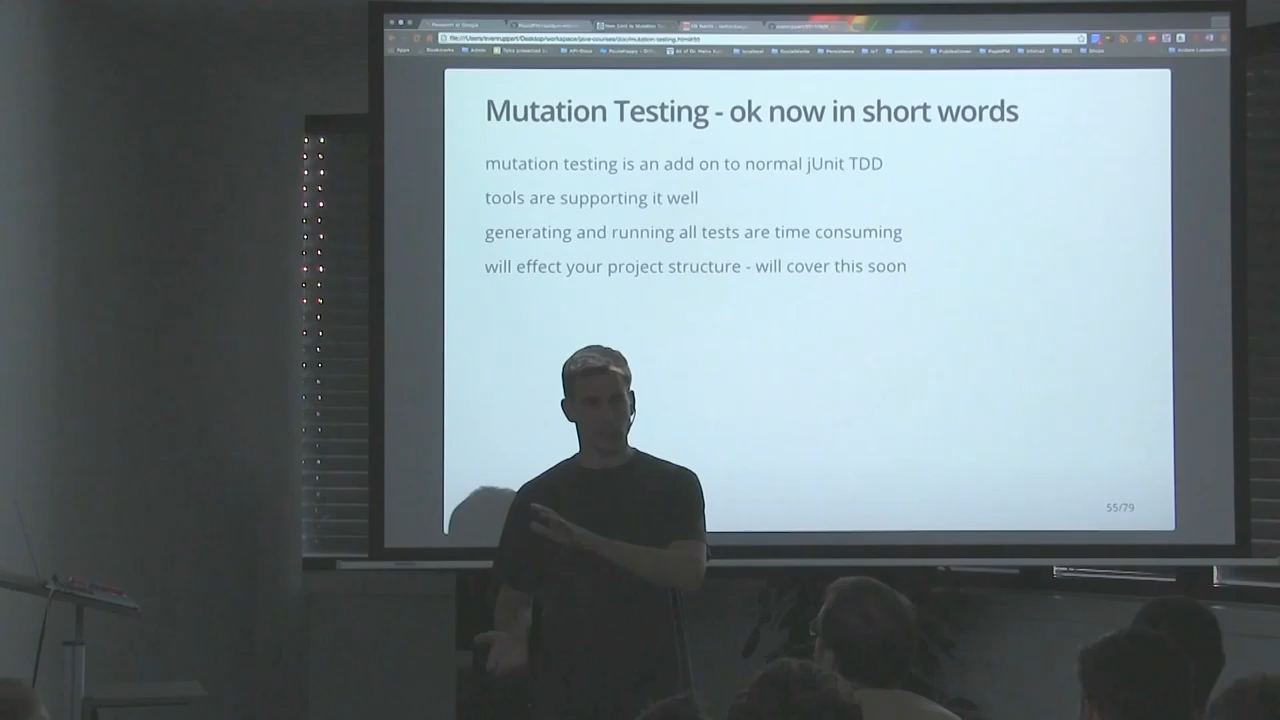 Mutation Testing - ok now in short words
mutation testing is an add on to normal jUnit TDD
tools are supporting it well
generating and running all tests are time consuming
will effect your project structure - will cover this soon
55/79